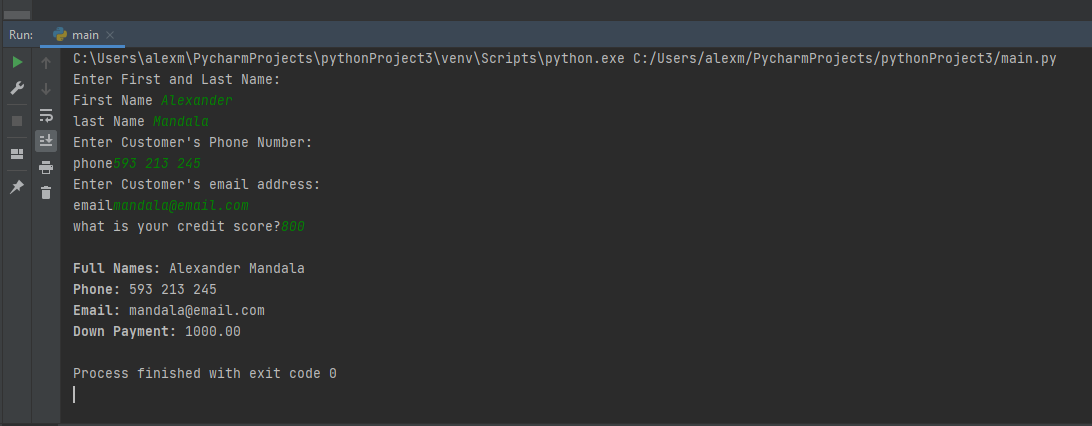 Run: main
C:\Users\alexm\PycharmProjects\pythonProject3\venv\Scripts\python.exe C:/Users/alexm/PycharmProjects/pythonProject3/main.py
Enter First and Last Name:
First Name Alexander
last Name Mandala
Enter Customer's Phone Number:
phone593 213 245
Enter Customer's email address:
emailmandala@email.com
what is your credit score?800
Full Names: Alexander Mandala
Phone: 593 213 245
Email: mandala@email.com
Down Payment: 1000.00
Process finished with exit code 0